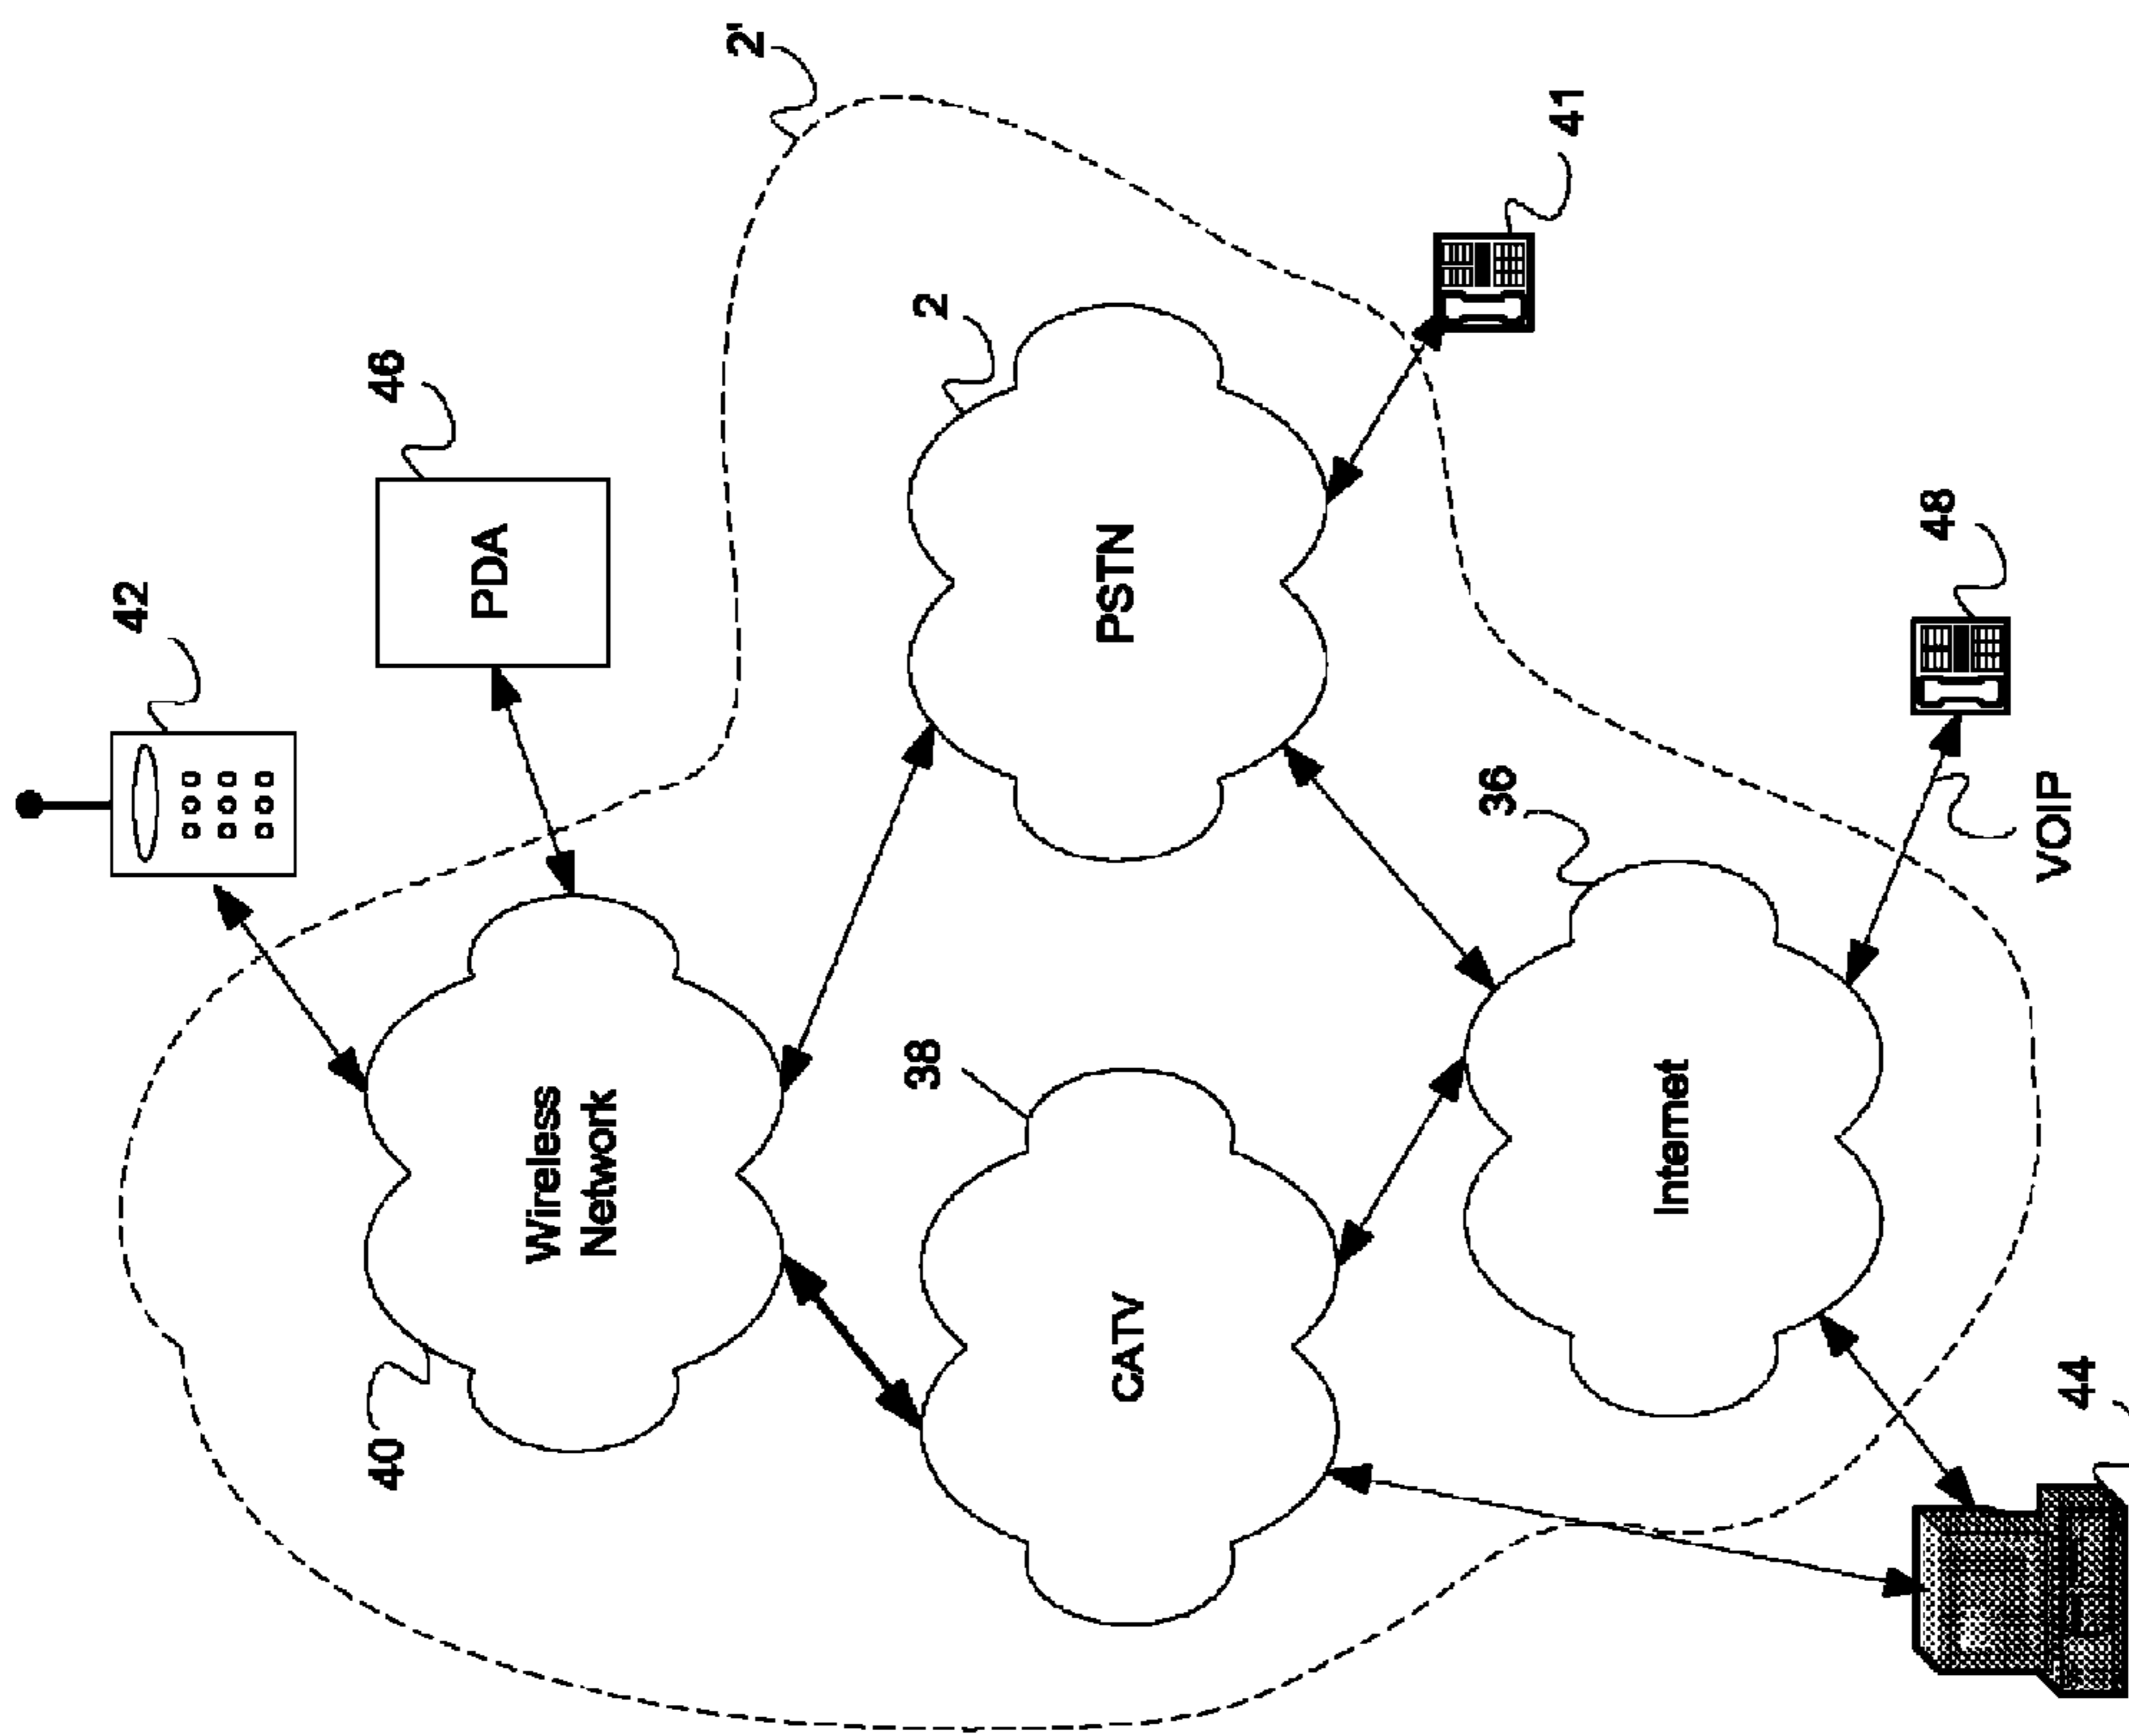 42
40
46
PDA
Wireless
Network
2'
38
2
CATV
PSTN
36
41
Internet
48
VOIP
44